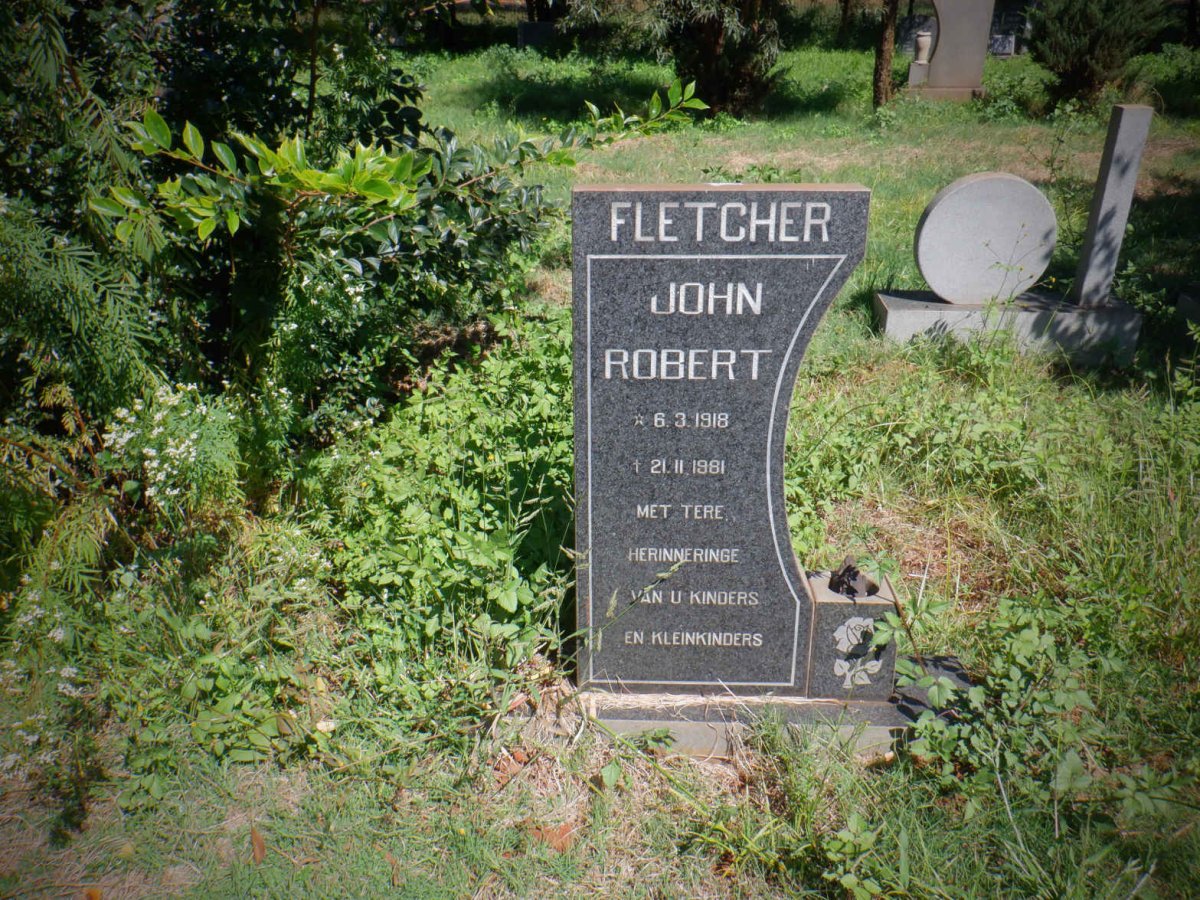 FLETCHER
JOHN
ROBERT
☆ 6.3.1918
† 21.11.1981
MET TERE
HERINNERINGE
VAN U KINDERS
EN KLEINKINDERS